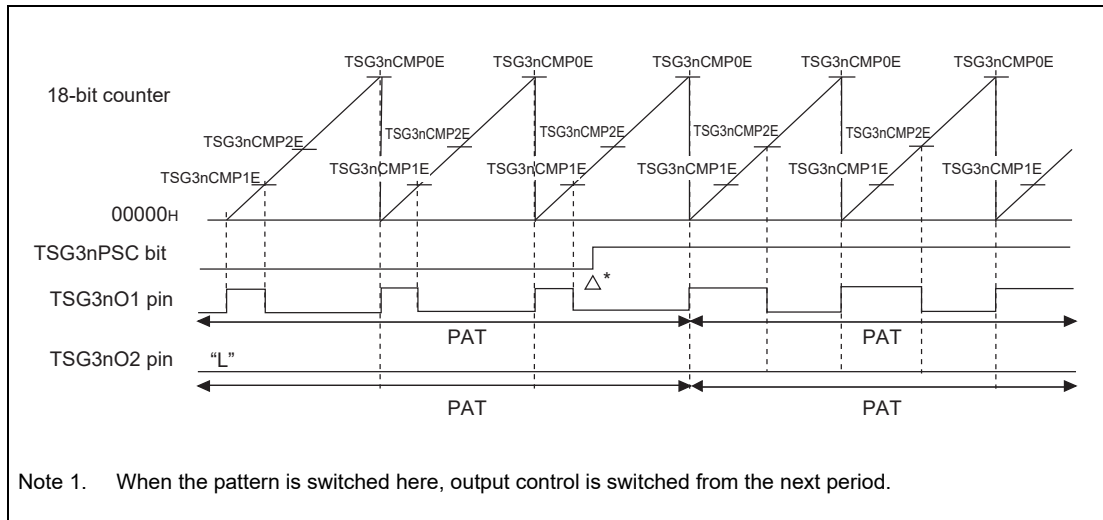 TSG3nCMP0E TSG3nCMP0E TSG3nCMP0E TSG3nCMP0E TSG3nCMP0E
18-bit counter
TSG3nCMP2E TSG3nCMP2E TSG3nCMP2E TSG3nCMP2E TSG3nCMP2E
TSG3nCMP1E TSG3nCMP1E TSG3nCMP1E TSG3nCMP1E TSG3nCMP1E TSG3nCMP1E
00000H
TSG3nPSC bit
*
TSG3nO1 pin
PAT PAT
TSG3nO2 pin "L"
PAT PAT
Note 1. When the pattern is switched here, output control is switched from the next period.